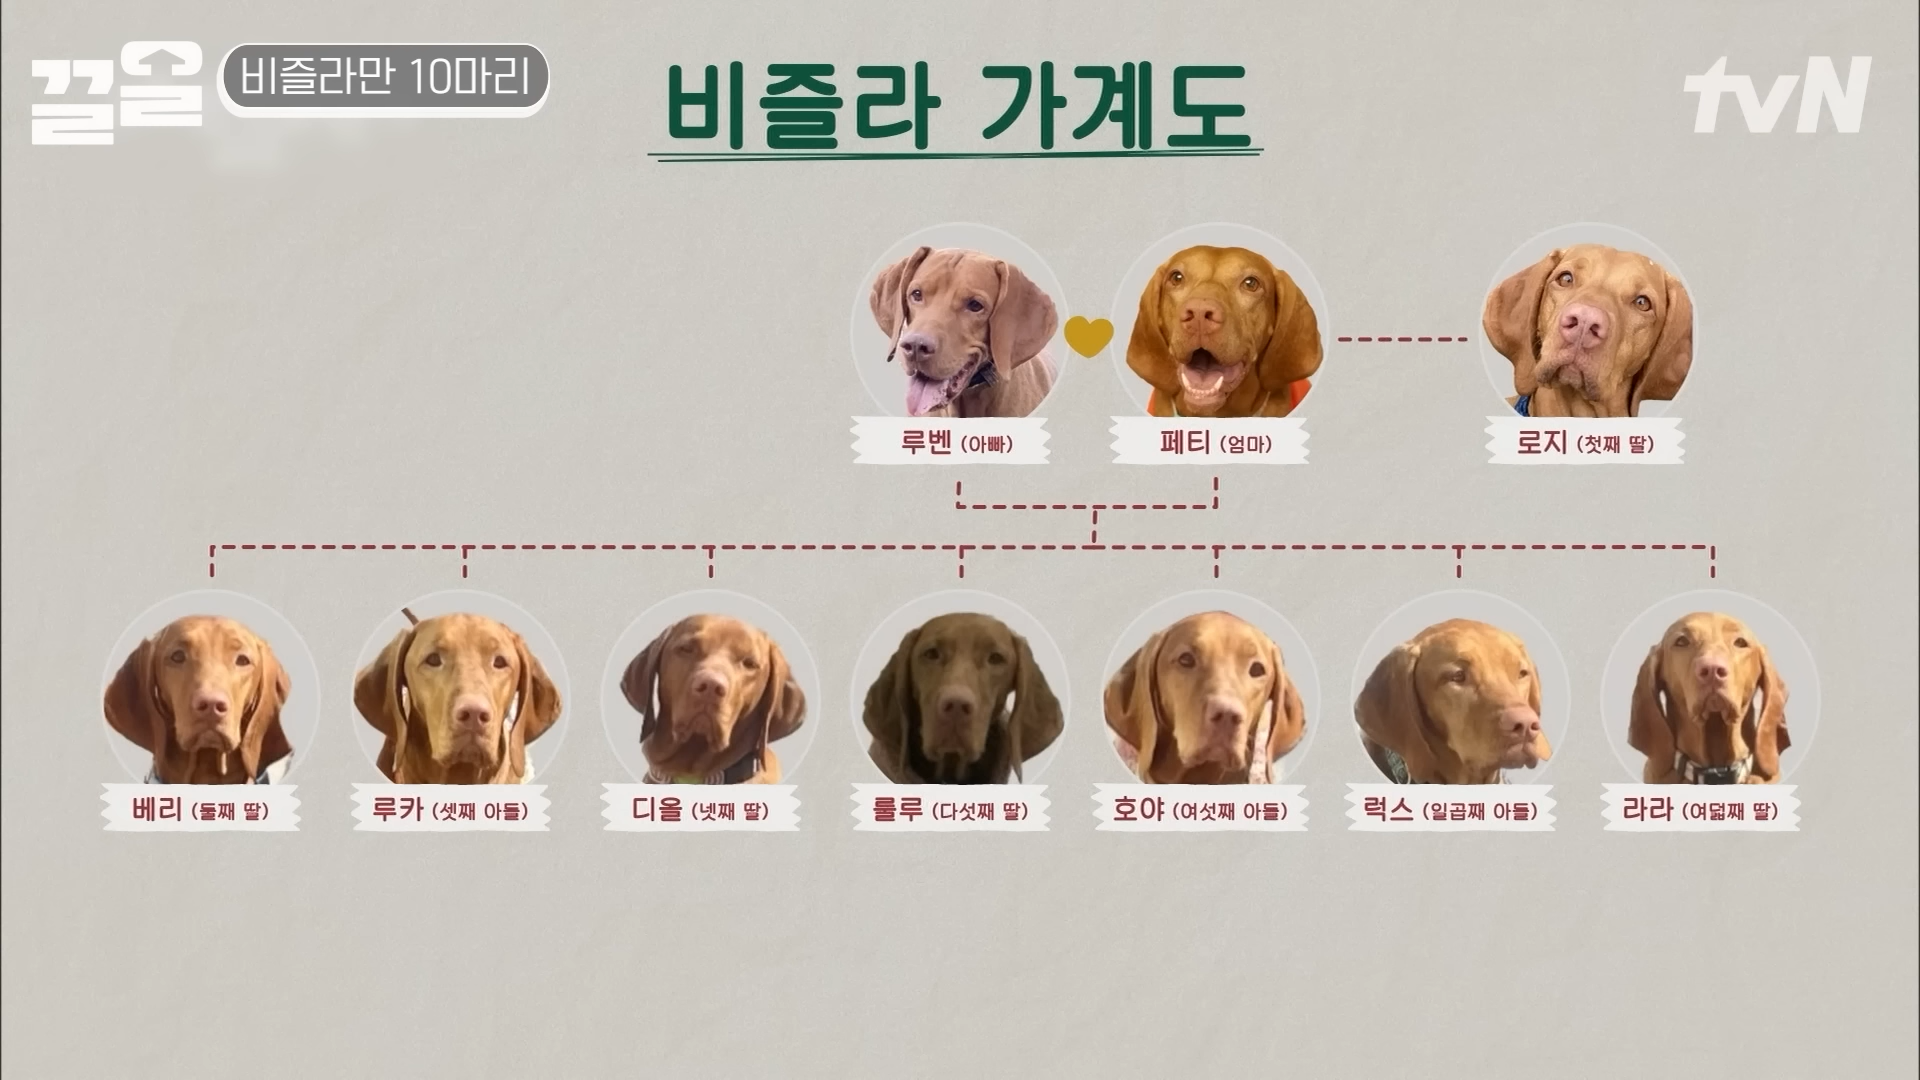 끌올
비즐라만 10마리
비즐라 가계도
tvN
루벤 (아빠)
페티 (엄마)
로지 (첫째 딸)
베리 (둘째 딸)
루카 (셋째 아들)
디올 (넷째 딸)
룰루 (다섯째 딸)
호야 (여섯째 아들)
럭스 (일곱째 아들)
라라 (여덟째 딸)